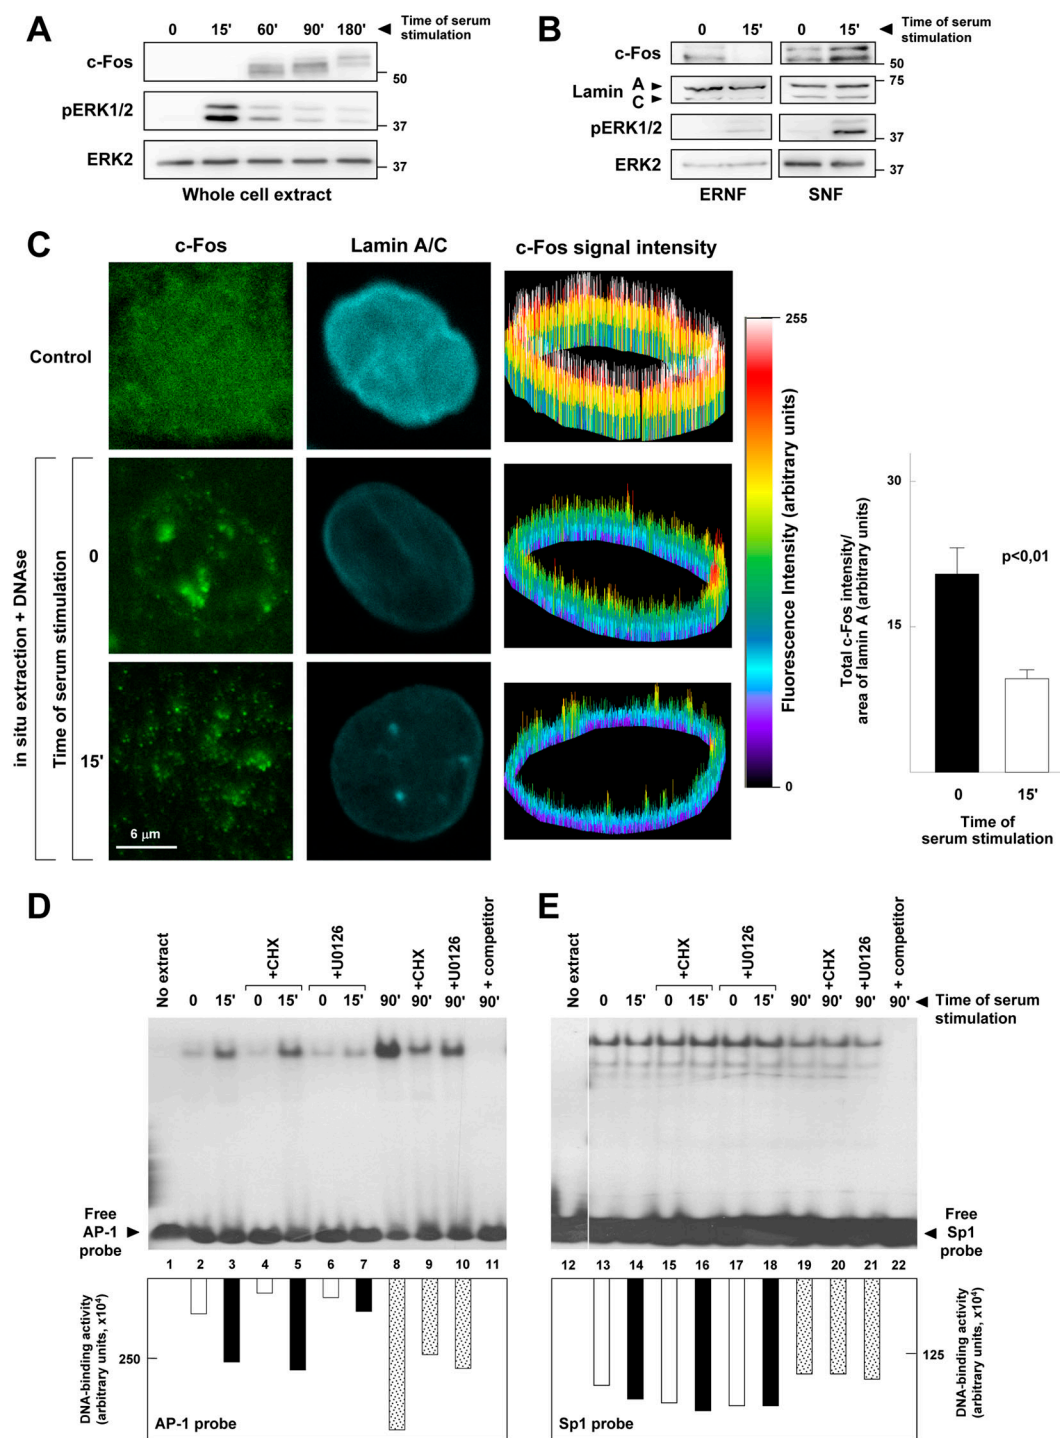 A
0 15' 60' 90' 180' Time of serum
stimulation
c-Fos
50
pERK1/2
37
ERK2
37
Whole cell extract
B
0 15' 0 15' Time of serum
stimulation
c-Fos
50
75
Lamin A
C
pERK1/2
37
ERK2
37
ERNF SNF
C
c-Fos Lamin A/C c-Fos signal intensity
Control
in situ extraction + DNAse
Time of serum stimulation
0
15'
6 μm
255
0
Fluorescence Intensity (arbitrary units)
Total c-Fos intensity/
area of lamin A (arbitrary units)
30
15
p<0,01
0 15'
Time of
serum stimulation
D
No extract
+CHX
+U0126
+CHX
+U0126
+ competitor
0 15' 0 15' 0 15' 90' 90' 90' 90'
Free
AP-1
probe
1 2 3 4 5 6 7 8 9 10 11
DNA-binding activity
(arbitrary units, x10⁴)
250
AP-1 probe
E
No extract
+CHX
+U0126
+CHX
+U0126
+ competitor
0 15' 0 15' 0 15' 90' 90' 90' 90' Time of serum
stimulation
Free
Sp1
probe
12 13 14 15 16 17 18 19 20 21 22
125
DNA-binding activity
(arbitrary units, x10⁴)
Sp1 probe